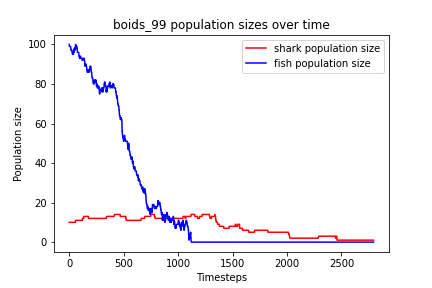 boids_99 population sizes over time
shark population size
fish population size
Population size
100
80
60
40
20
0
0
500
1000
1500
2000
2500
Timesteps